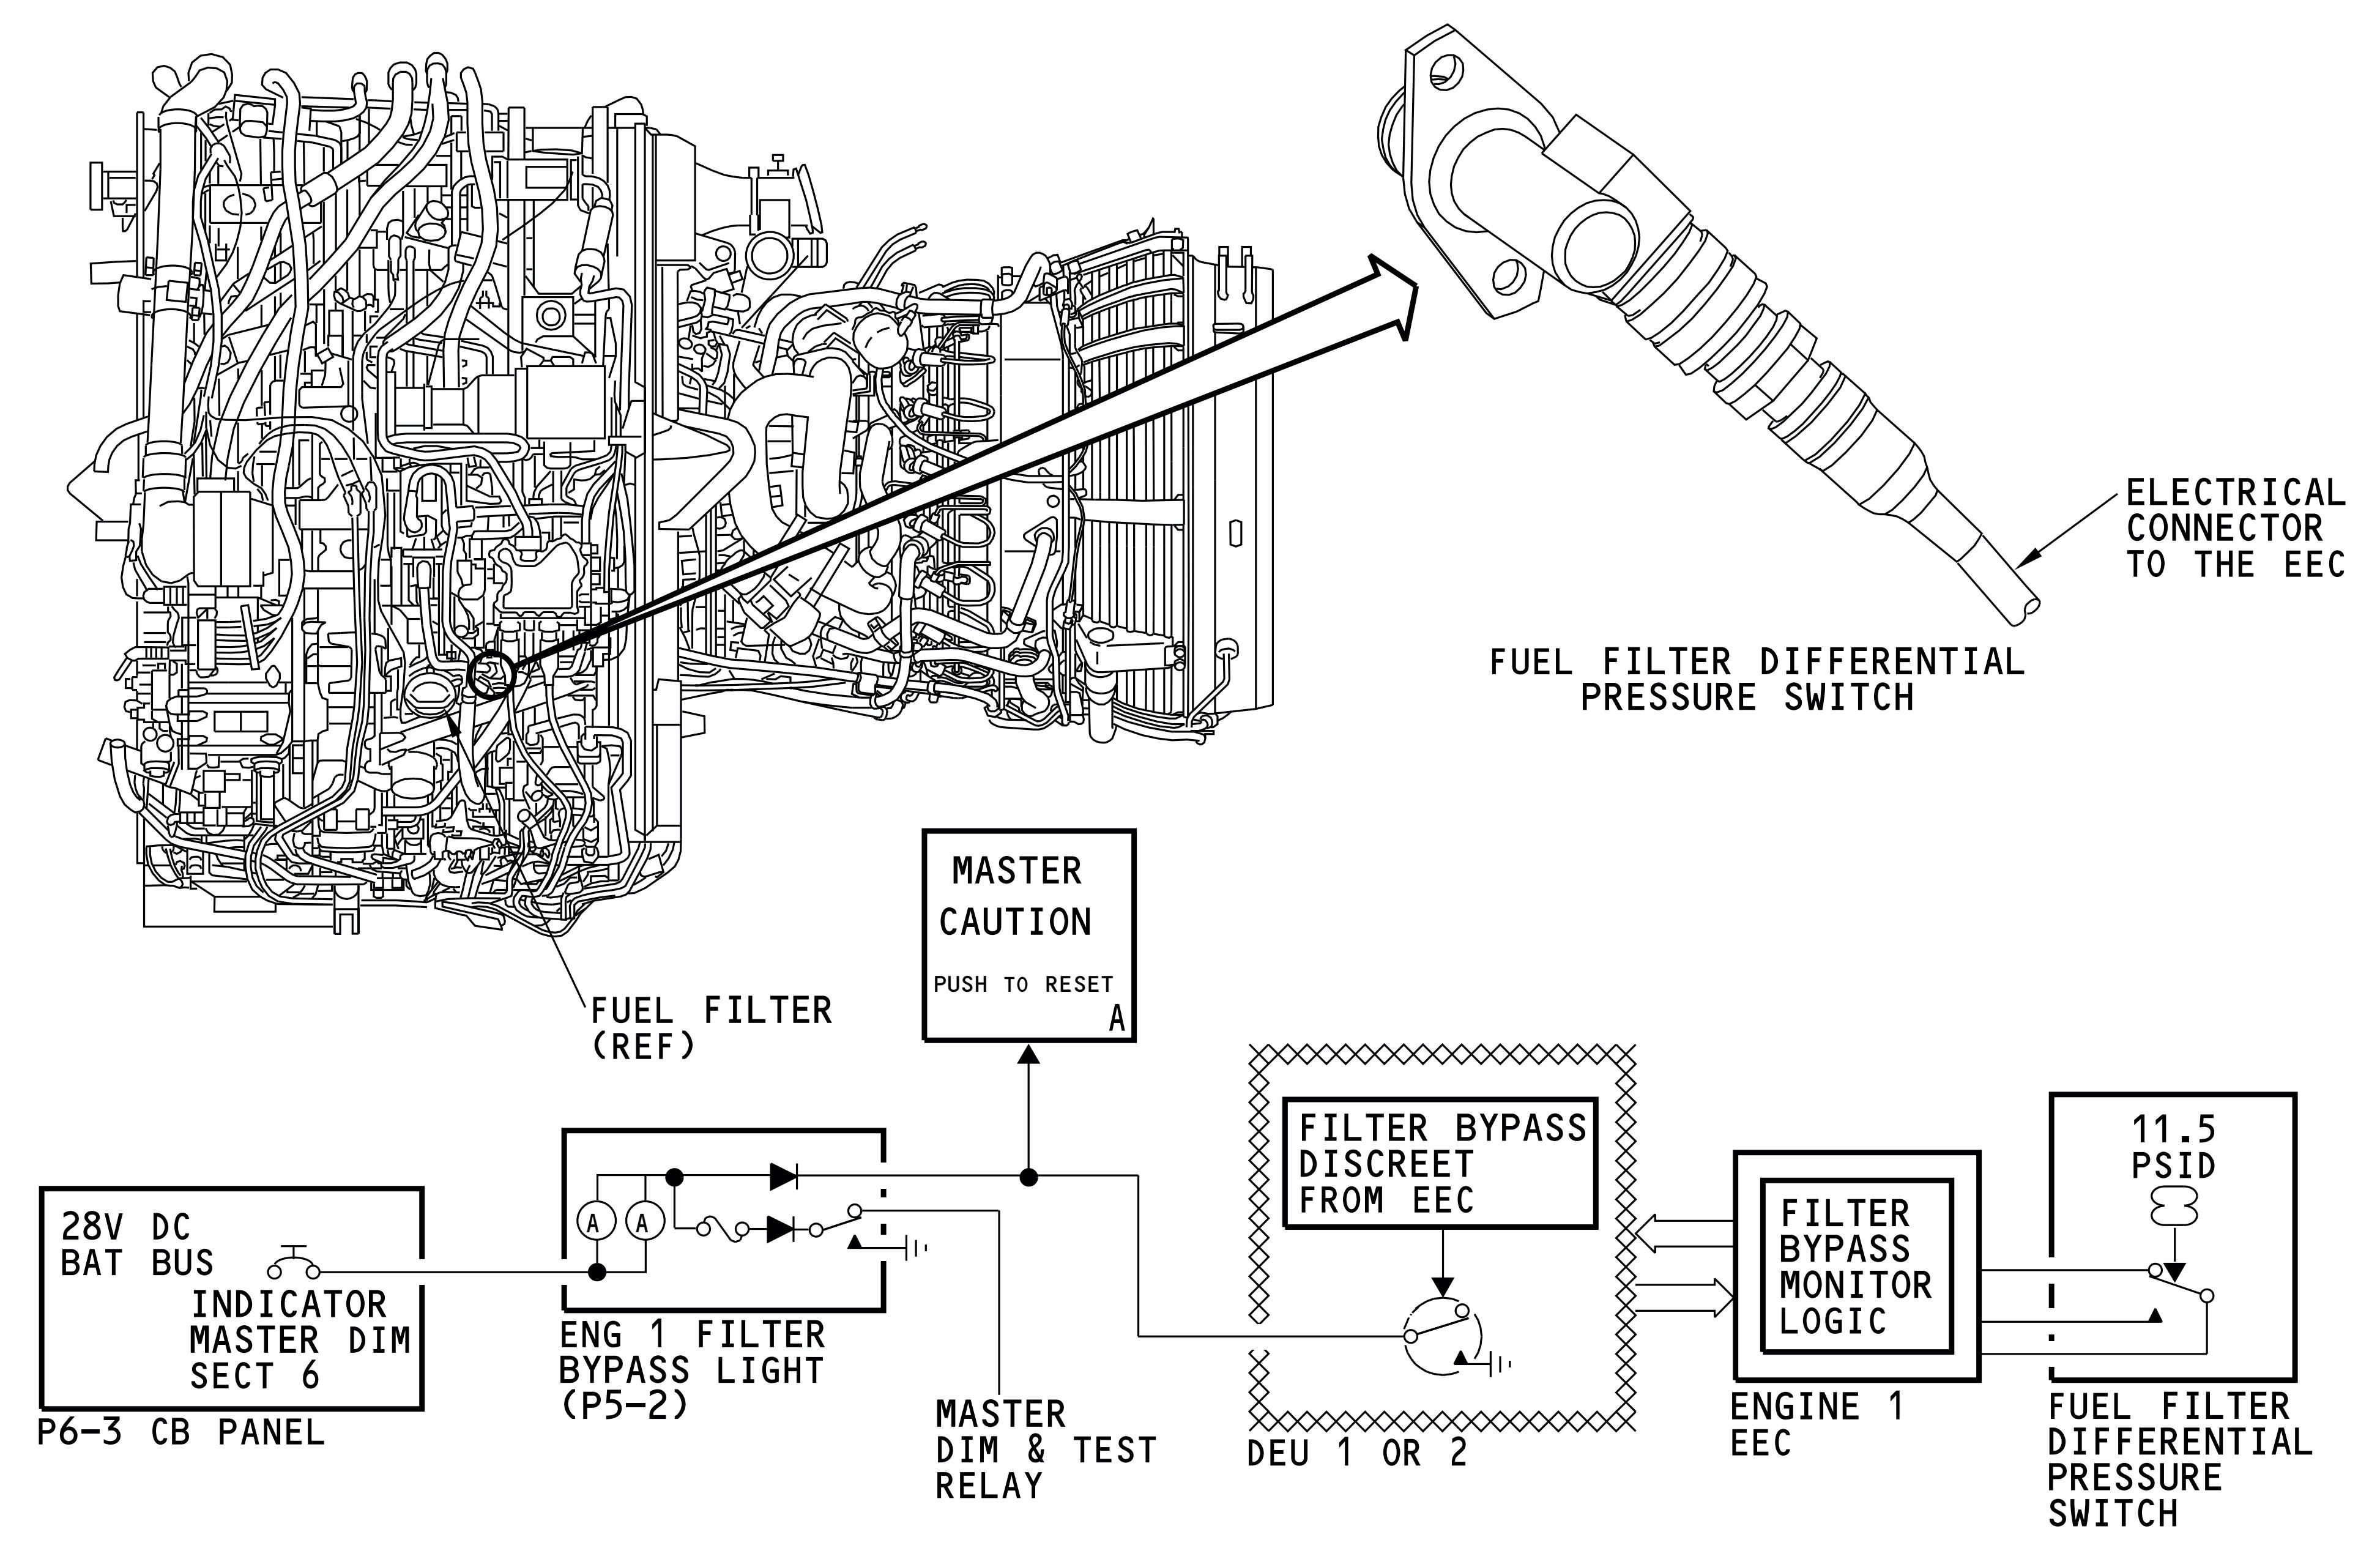 ELECTRICAL
CONNECTOR
TO THE EEC
FUEL FILTER DIFFERENTIAL
PRESSURE SWITCH
FUEL FILTER
(REF)
MASTER
CAUTION
PUSH TO RESET
A
28V DC
BAT BUS
INDICATOR
MASTER DIM
SECT 6
P6-3 CB PANEL
A A
ENG 1 FILTER
BYPASS LIGHT
(P5-2)
MASTER
DIM & TEST
RELAY
FILTER BYPASS
DISCREET
FROM EEC
DEU 1 OR 2
FILTER
BYPASS
MONITOR
LOGIC
ENGINE 1
EEC
11.5
PSID
FUEL FILTER
DIFFERENTIAL
PRESSURE
SWITCH